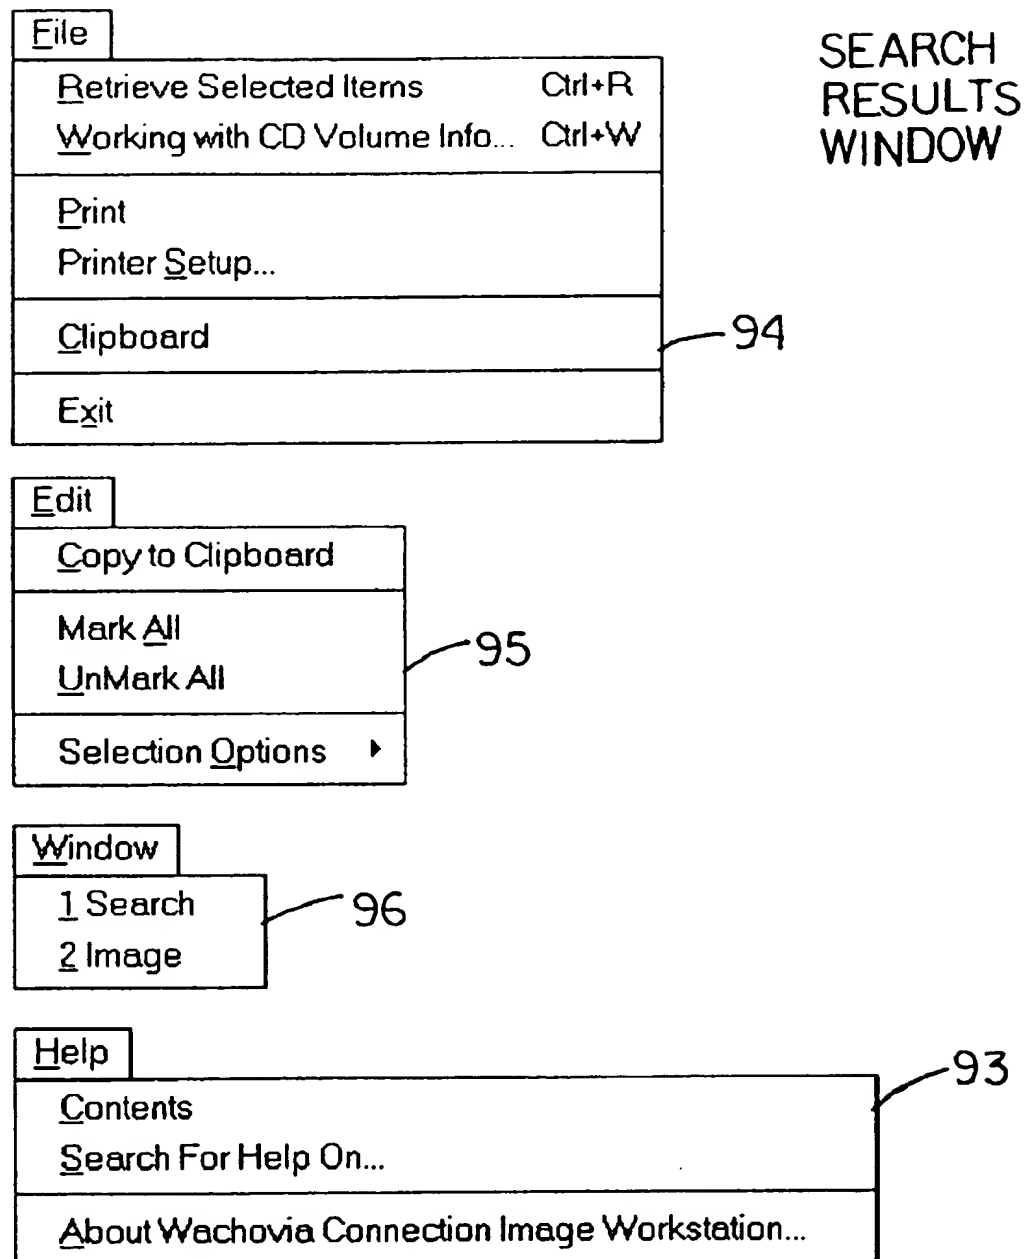 File
SEARCH
RESULTS
WINDOW
Retrieve Selected Items Ctrl+R
Working with CD Volume Info... Ctrl+W
Print
Printer Setup...
Clipboard
94
Exit
Edit
Copy to Clipboard
Mark All
95
UnMark All
Selection Options
Window
1 Search
96
2 Image
Help
93
Contents
Search For Help On...
About Wachovia Connection Image Workstation...